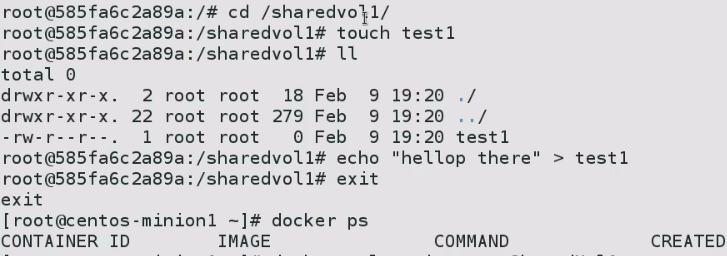 root@585fa6c2a89a:/# cd /sharedvol1/
root@585fa6c2a89a:/sharedvol1# touch test1
root@585fa6c2a89a:/sharedvol1# ll
total 0
drwxr-xr-x.  2 root root  18 Feb  9 19:20 ./
drwxr-xr-x. 22 root root 279 Feb  9 19:20 ../
-rw-r--r--.  1 root root   0 Feb  9 19:20 test1
root@585fa6c2a89a:/sharedvol1# echo "hellop there" > test1
root@585fa6c2a89a:/sharedvol1# exit
exit
[root@centos-minion1 ~]# docker ps
CONTAINER ID        IMAGE               COMMAND             CREATED